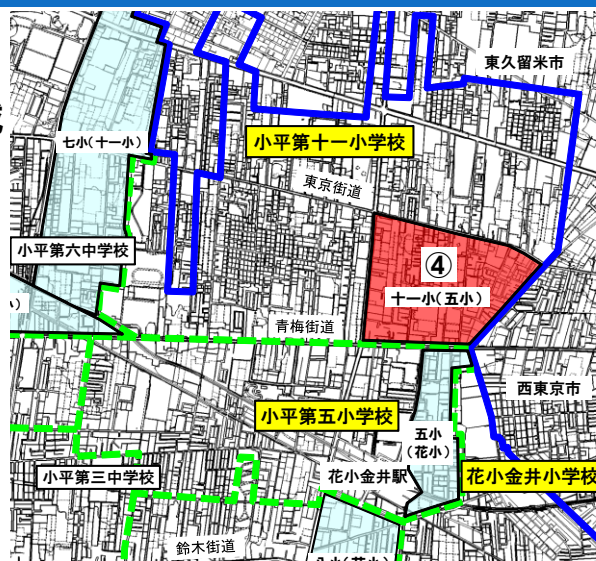 東久留米市
七小(十一小)
小平第十一小学校
東京街道
小平第六中学校
④
十一小(五小)
青梅街道
西東京市
小平第五小学校
五小
(花小)
花小金井駅
花小金井小学校
小平第三中学校
鈴木街道